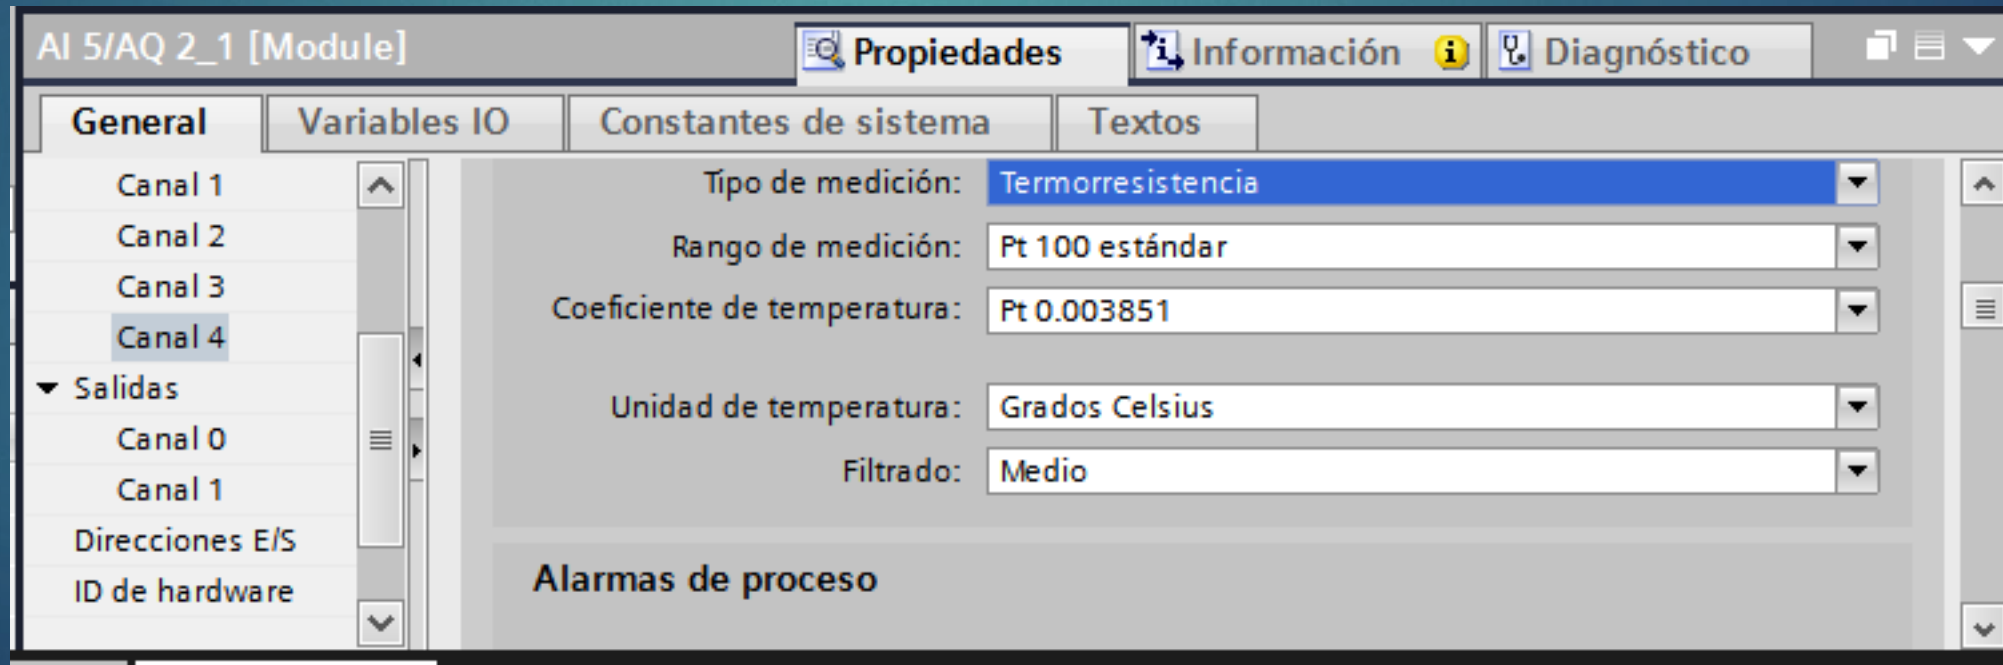 AI 5/AQ 2_1 [Module]
Propiedades
Información
Diagnóstico
General
Variables IO
Constantes de sistema
Textos
Canal 1
Canal 2
Canal 3
Canal 4
Salidas
Canal 0
Canal 1
Direcciones E/S
ID de hardware
Tipo de medición: Termorresistencia
Rango de medición: Pt 100 estándar
Coeficiente de temperatura: Pt 0.003851
Unidad de temperatura: Grados Celsius
Filtrado: Medio
Alarmas de proceso